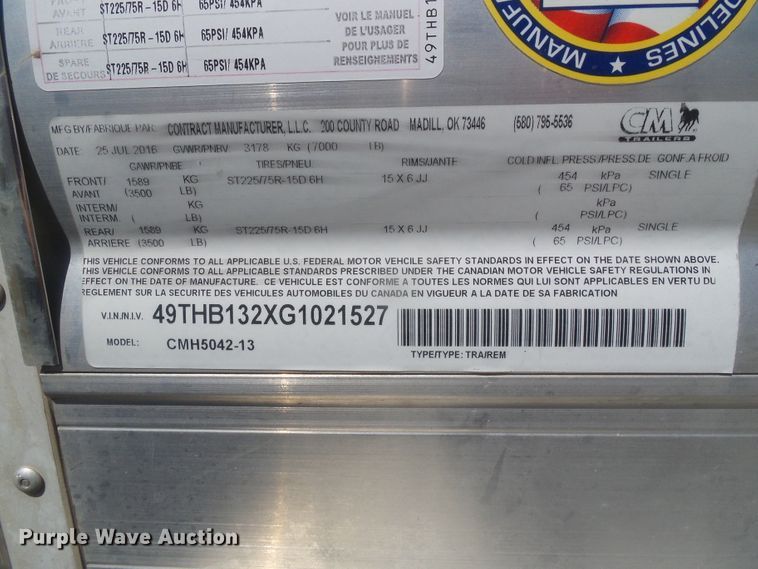 FRONT ST225/75R-15D 6H 65PSI/ 454KPA
AVANT
REAR ST225/75R-15D 6H 65PSI/ 454KPA
ARRIERE
SPARE ST225/75R-15D 6H 65PSI/ 454KPA
DE SECOURS
VOIR LE MANUEL
DE L'USAGER
POUR PLUS DE
RENSEIGNEMENTS
49THB1
DELINES
MANUF
MFG BY/FABRIQUE PAR: CONTRACT MANUFACTURER, L.L.C. 300 COUNTY ROAD MADILL, OK 73446 (580) 795-5536
CM
TRAILERS
DATE: 25 JUL 2016 GVWR/PNBV 3178 KG (7000 LB)
GAWR/PNBE TIRES/PNEU RIMS/JANTE COLD INFL. PRESS/PRESS DE GONF. A FROID
FRONT/ 1589 KG ST225/75R-15D 6H 15 X 6 JJ 454 kPa SINGLE
AVANT (3500 LB) ( 65 PSI/LPC)
INTERM/ KG kPa
INTERM. ( LB) ( PSI/LPC)
REAR/ 1589 KG ST225/75R-15D 6H 15 X 6 JJ 454 kPa SINGLE
ARRIERE (3500 LB) ( 65 PSI/LPC)
THIS VEHICLE CONFORMS TO ALL APPLICABLE U.S. FEDERAL MOTOR VEHCILE SAFETY STANDARDS IN EFFECT ON THE DATE SHOWN ABOVE.
THIS VEHICLE CONFORMS TO ALL APPLICABLE STANDARDS PRESCRIBED UNDER THE CANADIAN MOTOR VEHICLE SAFETY REGULATIONS IN
EFFECT ON THE DATE OF MANUFACTURE. CE VEHICULE EST CONFORME A TOUTES LES NORMES QUI LUI SONT APPLICABLES EN VERTU DU
REGLEMENT SUR LA SECURITE DES VEHICLES AUTOMOBILES DU CANADA EN VIGUEUR A LA DATE DE SA FABRICATION
V.I.N./N.I.V. 49THB132XG1021527
MODEL: CMH5042-13 TYPE/TYPE: TRA/REM
Purple Wave Auction